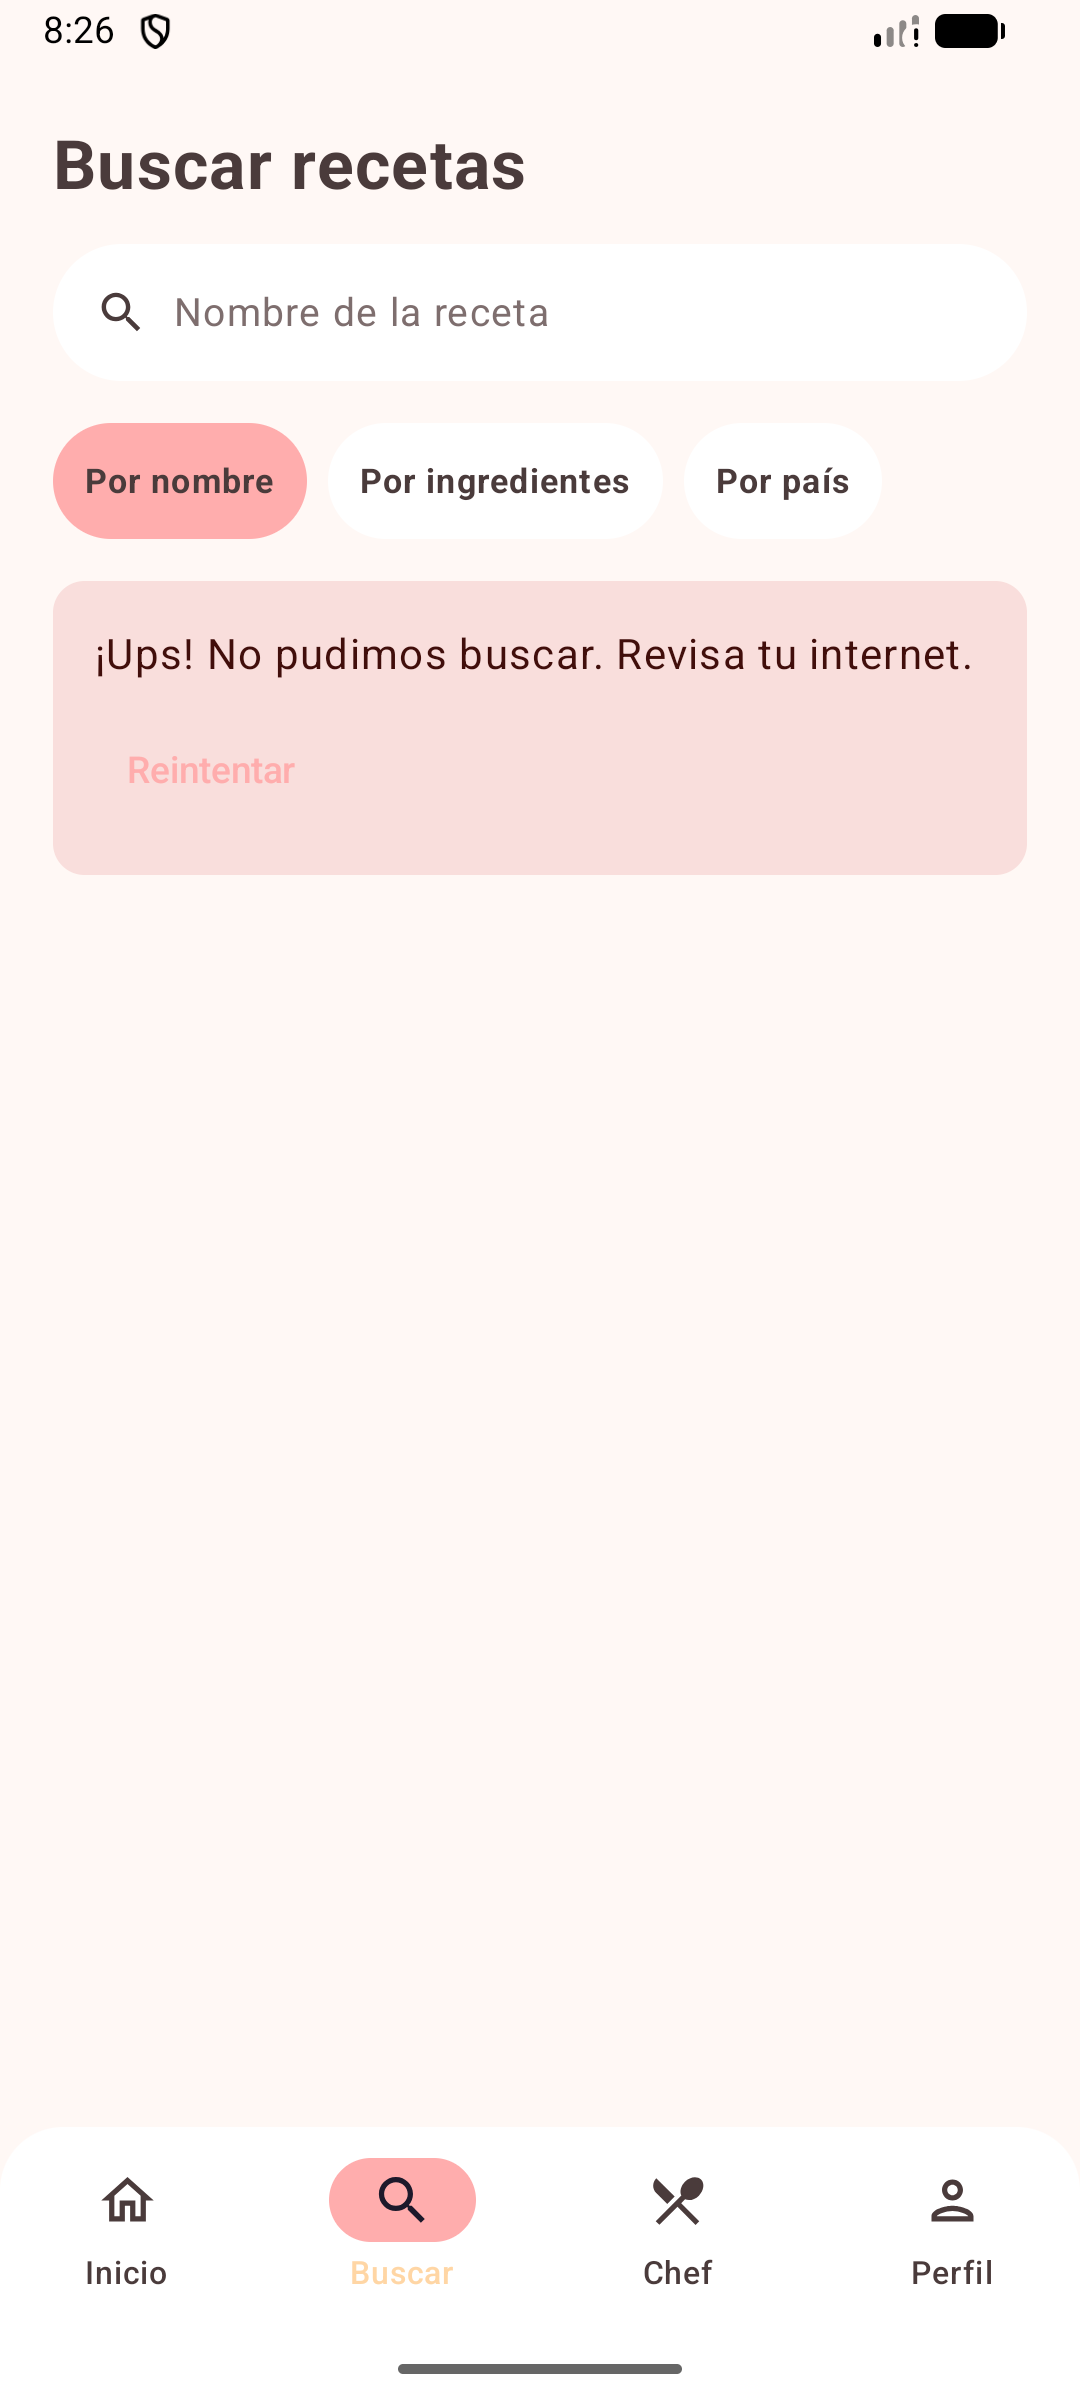 8:26
Buscar recetas
Nombre de la receta
Por nombre
Por ingredientes
Por país
¡Ups! No pudimos buscar. Revisa tu internet.
Reintentar
Inicio
Buscar
Chef
Perfil